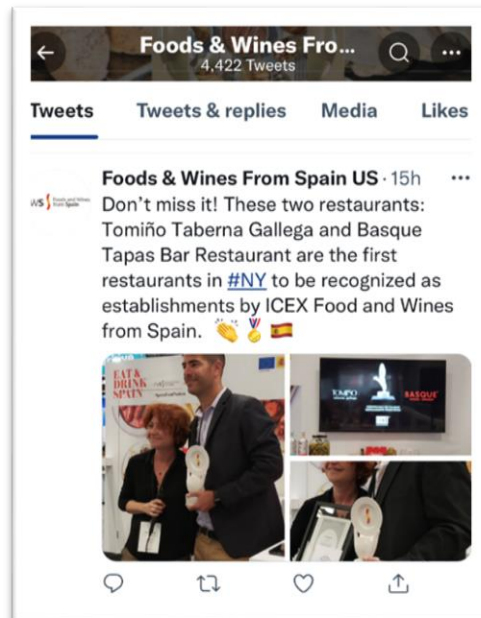 Foods & Wines Fro...
4,422 Tweets
Tweets Tweets & replies Media Likes
Foods & Wines From Spain US · 15h
Don't miss it! These two restaurants:
Tomiño Taberna Gallega and Basque
Tapas Bar Restaurant are the first
restaurants in #NY to be recognized as
establishments by ICEX Food and Wines
from Spain. 👏 🏅 🇪🇸
EAT &
DRINK
SPAIN
TOMIÑO
BASQUE